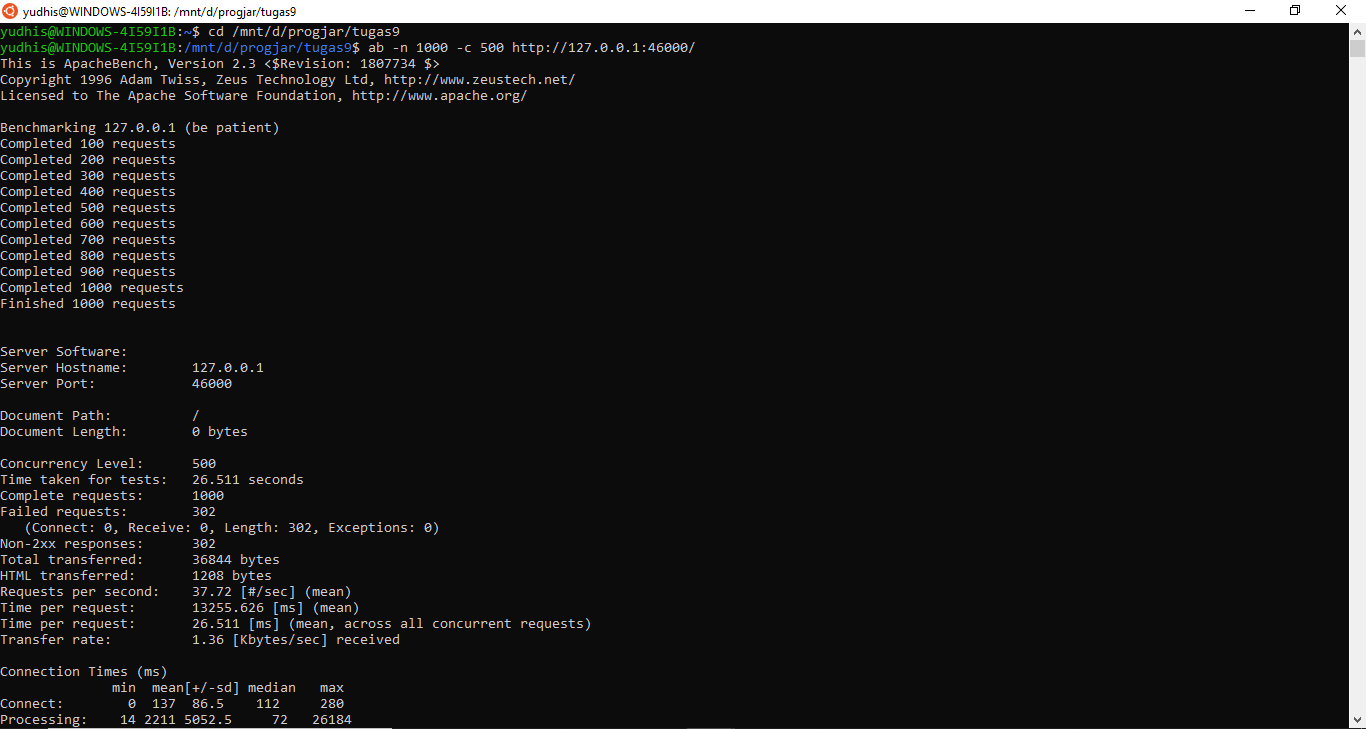 yudhis@WINDOWS-4I59I1B: /mnt/d/progjar/tugas9
yudhis@WINDOWS-4I59I1B:~$ cd /mnt/d/progjar/tugas9
yudhis@WINDOWS-4I59I1B:/mnt/d/progjar/tugas9$ ab -n 1000 -c 500 http://127.0.0.1:46000/
This is ApacheBench, Version 2.3 <$Revision: 1807734 $>
Copyright 1996 Adam Twiss, Zeus Technology Ltd, http://www.zeustech.net/
Licensed to The Apache Software Foundation, http://www.apache.org/

Benchmarking 127.0.0.1 (be patient)
Completed 100 requests
Completed 200 requests
Completed 300 requests
Completed 400 requests
Completed 500 requests
Completed 600 requests
Completed 700 requests
Completed 800 requests
Completed 900 requests
Completed 1000 requests
Finished 1000 requests


Server Software:
Server Hostname:        127.0.0.1
Server Port:            46000

Document Path:          /
Document Length:        0 bytes

Concurrency Level:      500
Time taken for tests:   26.511 seconds
Complete requests:      1000
Failed requests:        302
   (Connect: 0, Receive: 0, Length: 302, Exceptions: 0)
Non-2xx responses:      302
Total transferred:      36844 bytes
HTML transferred:       1208 bytes
Requests per second:    37.72 [#/sec] (mean)
Time per request:       13255.626 [ms] (mean)
Time per request:       26.511 [ms] (mean, across all concurrent requests)
Transfer rate:          1.36 [Kbytes/sec] received

Connection Times (ms)
              min  mean[+/-sd] median   max
Connect:        0  137  86.5    112     280
Processing:    14 2211 5052.5     72   26184